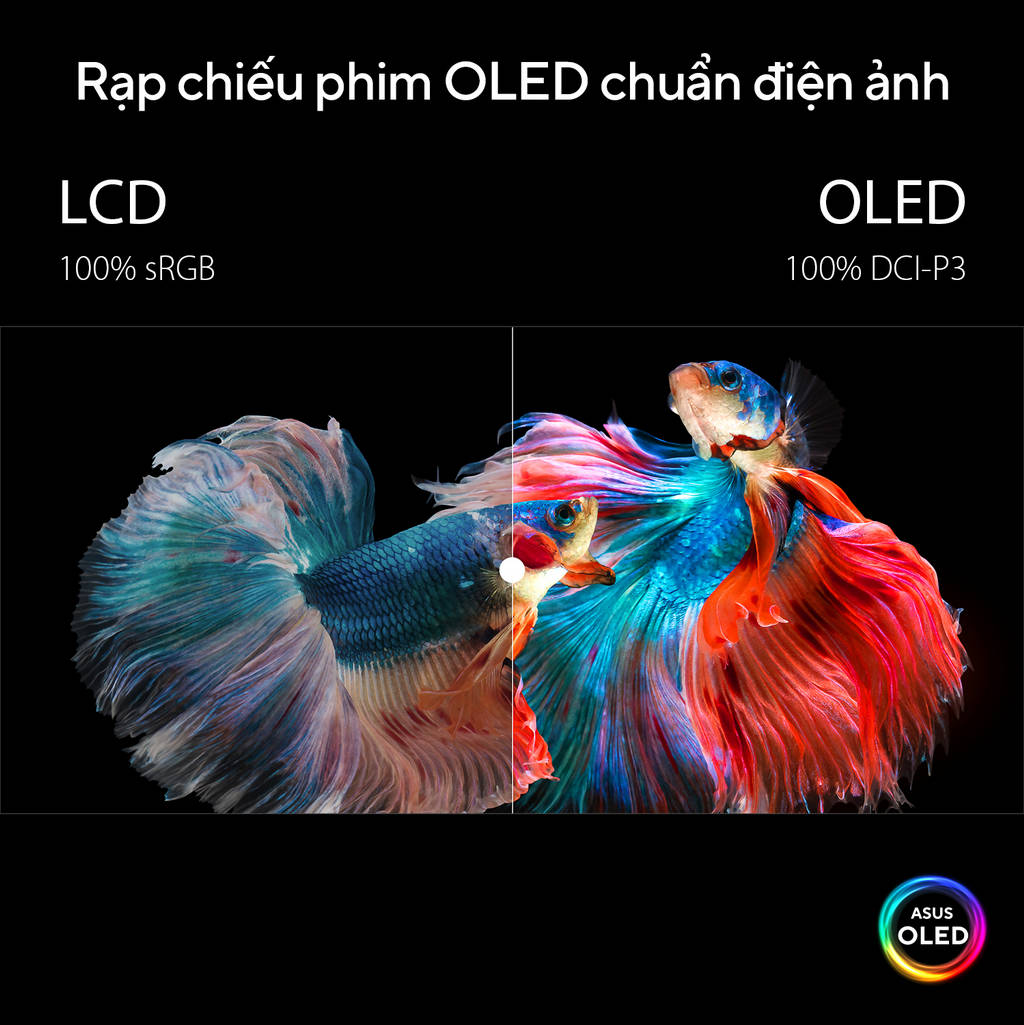 Rạp chiếu phim OLED chuẩn điện ảnh
LCD
100% sRGB
OLED
100% DCI-P3
ASUS
OLED